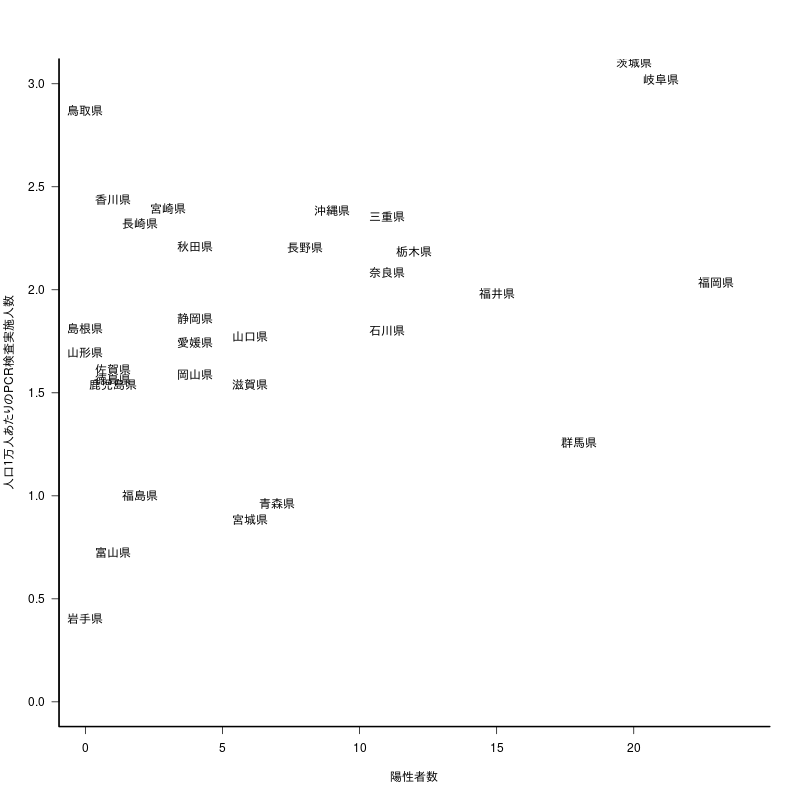 茨城県
岐阜県
3.0
鳥取県
2.5
香川県
宮崎県
沖縄県
三重県
長崎県
秋田県
長野県
栃木県
奈良県
福岡県
2.0
福井県
静岡県
島根県
石川県
山口県
愛媛県
山形県
佐賀県
岡山県
鹿児島県
滋賀県
1.5
群馬県
福島県
1.0
青森県
宮城県
富山県
岩手県
0.5
0.0
人口1万人あたりのPCR検査実施人数
0 5 10 15 20
陽性者数